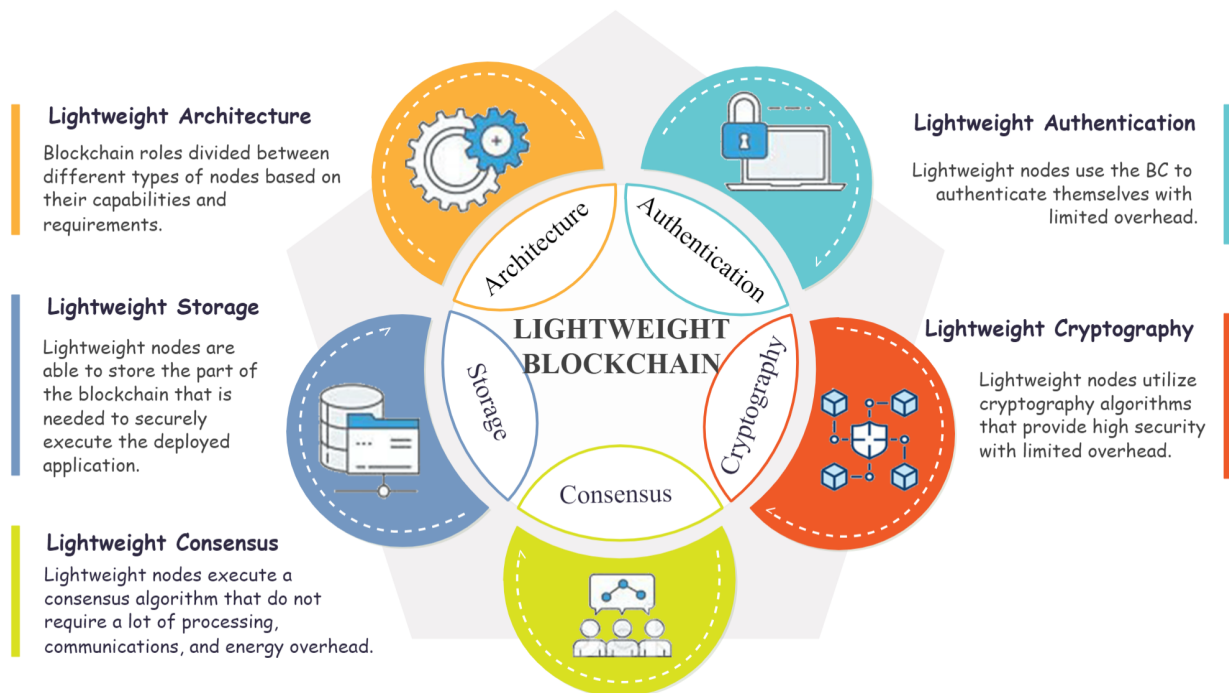 Lightweight Architecture
Blockchain roles divided between
different types of nodes based on
their capabilities and
requirements.
Lightweight Storage
Lightweight nodes are
able to store the part of
the blockchain that is
needed to securely
execute the deployed
application.
Lightweight Consensus
Lightweight nodes execute a
consensus algorithm that do not
require a lot of processing,
communications, and energy overhead.
Architecture
Authentication
LIGHTWEIGHT
BLOCKCHAIN
Storage
Cryptography
Consensus
Lightweight Authentication
Lightweight nodes use the BC to
authenticate themselves with
limited overhead.
Lightweight Cryptography
Lightweight nodes utilize
cryptography algorithms
that provide high security
with limited overhead.